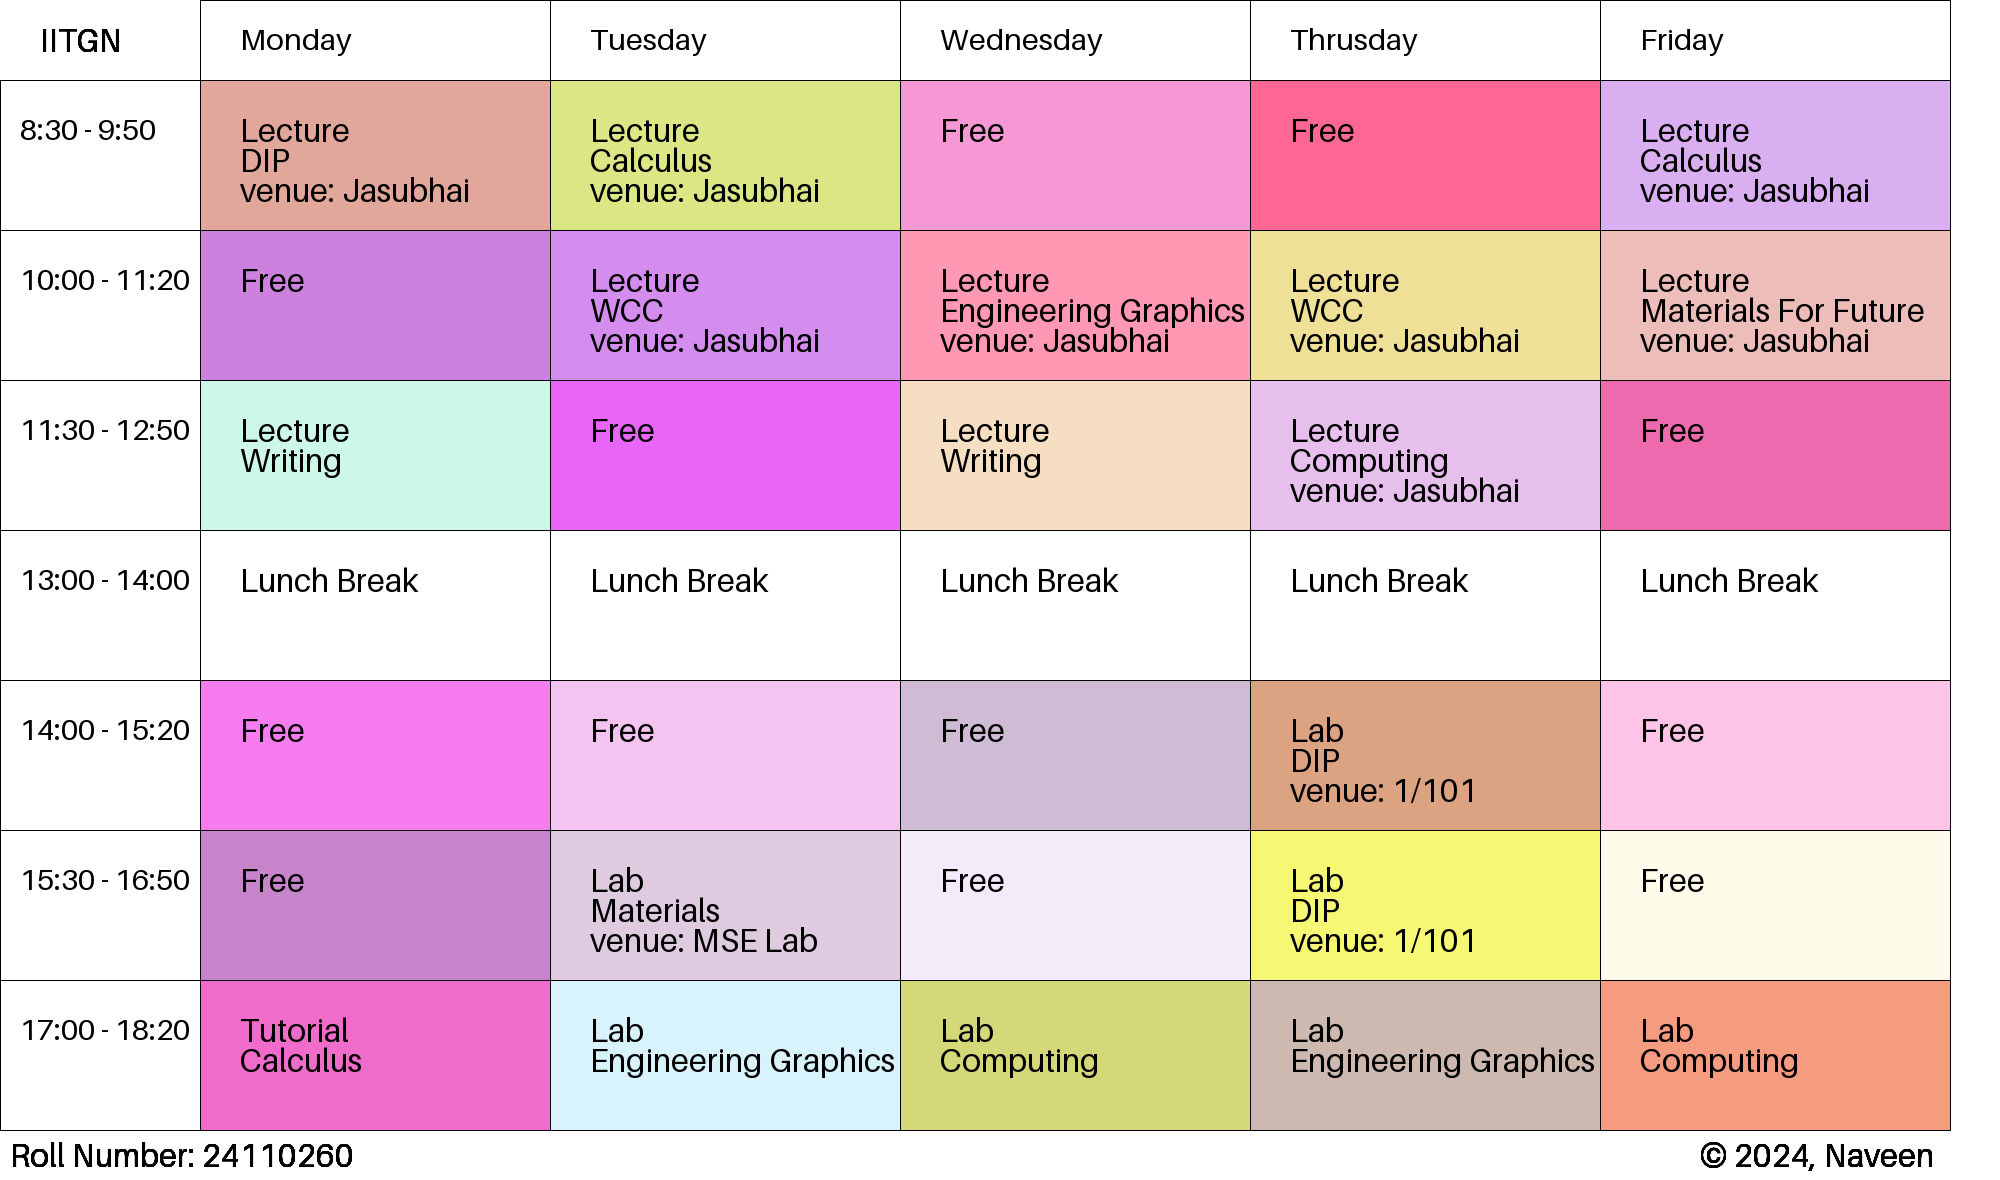 IITGN Monday Tuesday Wednesday Thrusday Friday
8:30 - 9:50
Lecture
DIP
venue: Jasubhai
Lecture
Calculus
venue: Jasubhai
Free
Free
Lecture
Calculus
venue: Jasubhai
10:00 - 11:20
Free
Lecture
WCC
venue: Jasubhai
Lecture
Engineering Graphics
venue: Jasubhai
Lecture
WCC
venue: Jasubhai
Lecture
Materials For Future
venue: Jasubhai
11:30 - 12:50
Lecture
Writing
Free
Lecture
Writing
Lecture
Computing
venue: Jasubhai
Free
13:00 - 14:00
Lunch Break
Lunch Break
Lunch Break
Lunch Break
Lunch Break
14:00 - 15:20
Free
Free
Free
Lab
DIP
venue: 1/101
Free
15:30 - 16:50
Free
Lab
Materials
venue: MSE Lab
Free
Lab
DIP
venue: 1/101
Free
17:00 - 18:20
Tutorial
Calculus
Lab
Engineering Graphics
Lab
Computing
Lab
Engineering Graphics
Lab
Computing
Roll Number: 24110260
© 2024, Naveen